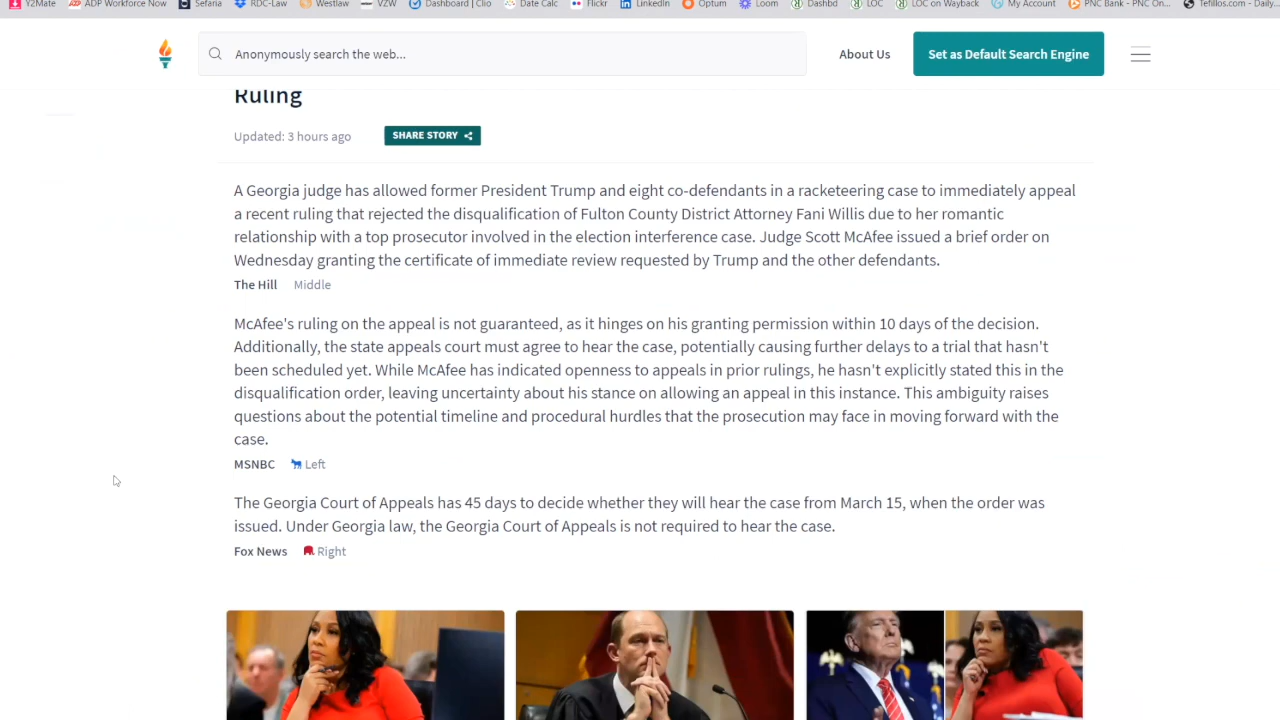 Y2Mate ADP Workforce Now Sefaria RDC-Law Westlaw VZW Dashboard | Clio Date Calc Flickr LinkedIn Optum Loom Dashbd LOC LOC on Wayback My Account PNC Bank - PNC On... Tefillos.com - Daily...
Anonymously search the web...
About Us
Set as Default Search Engine
Ruling
Updated: 3 hours ago
SHARE STORY
A Georgia judge has allowed former President Trump and eight co-defendants in a racketeering case to immediately appeal
a recent ruling that rejected the disqualification of Fulton County District Attorney Fani Willis due to her romantic
relationship with a top prosecutor involved in the election interference case. Judge Scott McAfee issued a brief order on
Wednesday granting the certificate of immediate review requested by Trump and the other defendants.
The Hill Middle
McAfee's ruling on the appeal is not guaranteed, as it hinges on his granting permission within 10 days of the decision.
Additionally, the state appeals court must agree to hear the case, potentially causing further delays to a trial that hasn't
been scheduled yet. While McAfee has indicated openness to appeals in prior rulings, he hasn't explicitly stated this in the
disqualification order, leaving uncertainty about his stance on allowing an appeal in this instance. This ambiguity raises
questions about the potential timeline and procedural hurdles that the prosecution may face in moving forward with the
case.
MSNBC Left
The Georgia Court of Appeals has 45 days to decide whether they will hear the case from March 15, when the order was
issued. Under Georgia law, the Georgia Court of Appeals is not required to hear the case.
Fox News Right